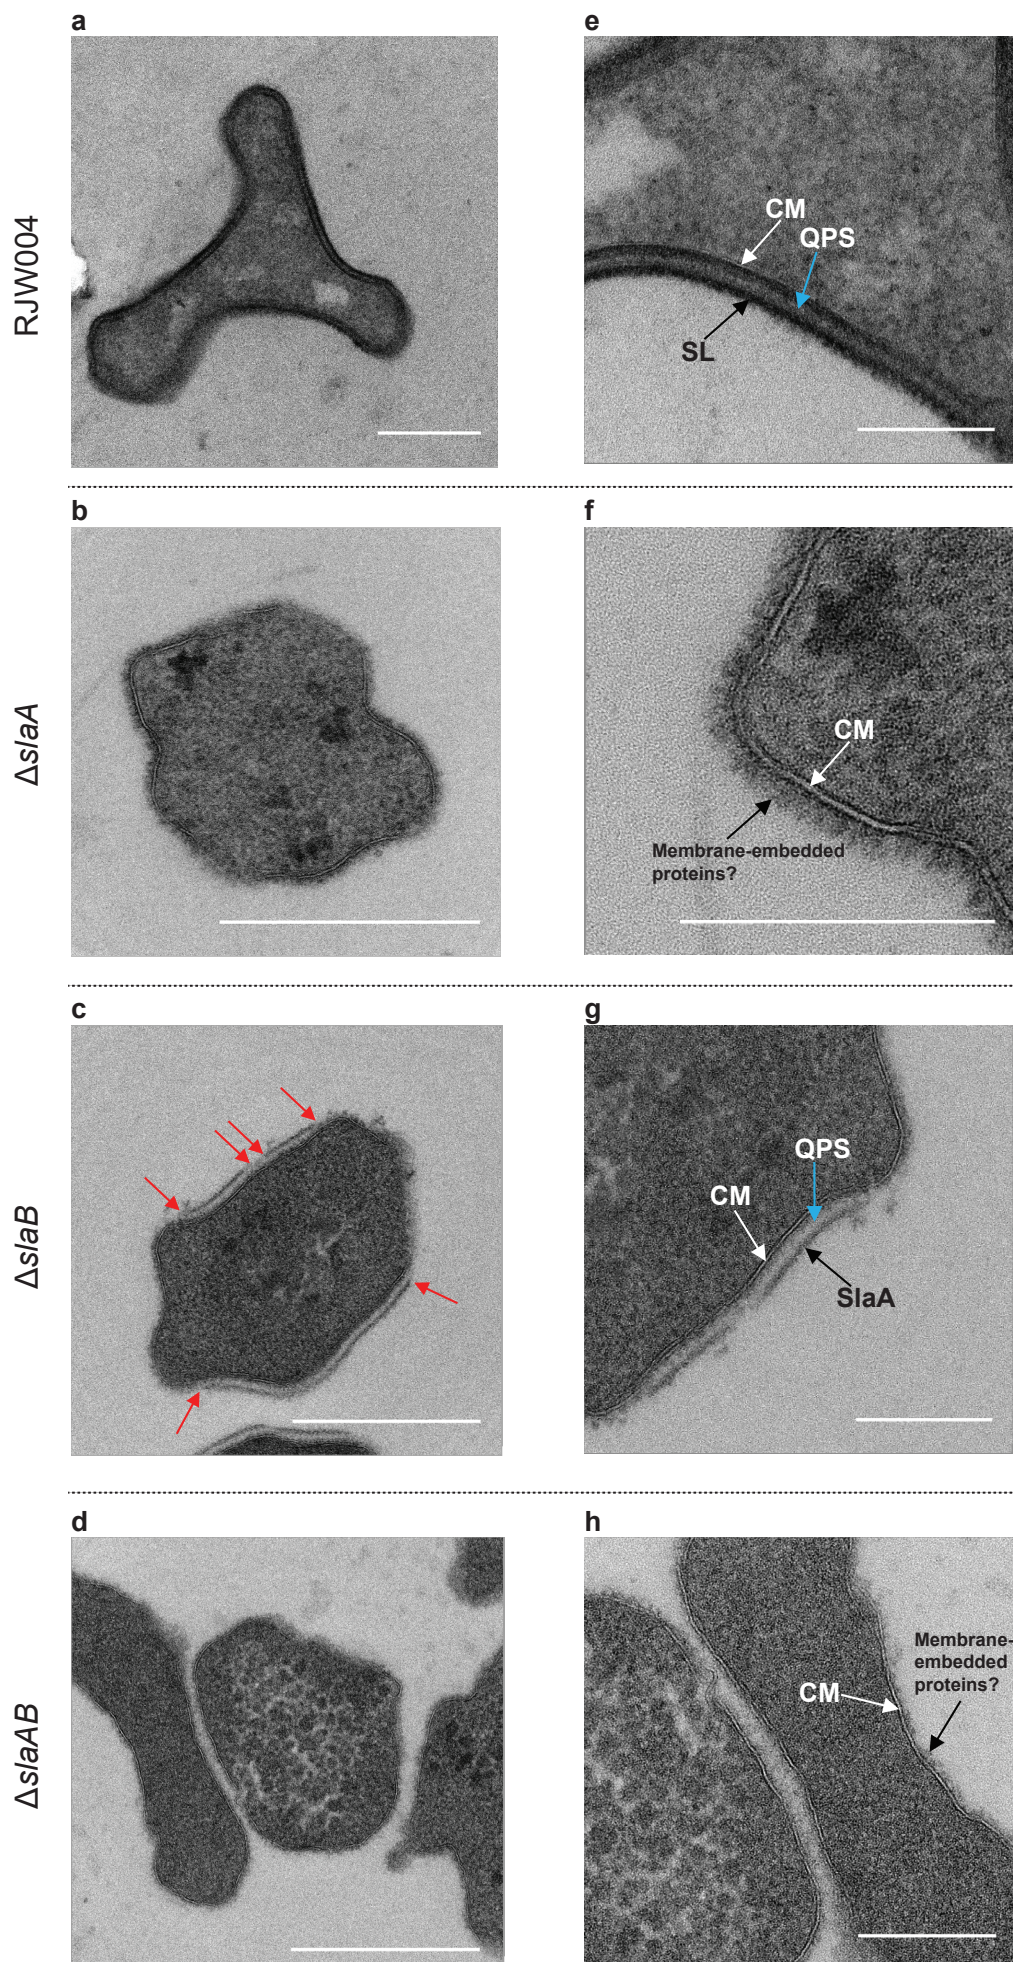 a
e
RJW004
CM
QPS
SL
b
f
ΔslaA
CM
Membrane-embedded
proteins?
c
g
ΔslaB
QPS
CM
SlaA
d
h
ΔslaAB
Membrane-
embedded
proteins?
CM